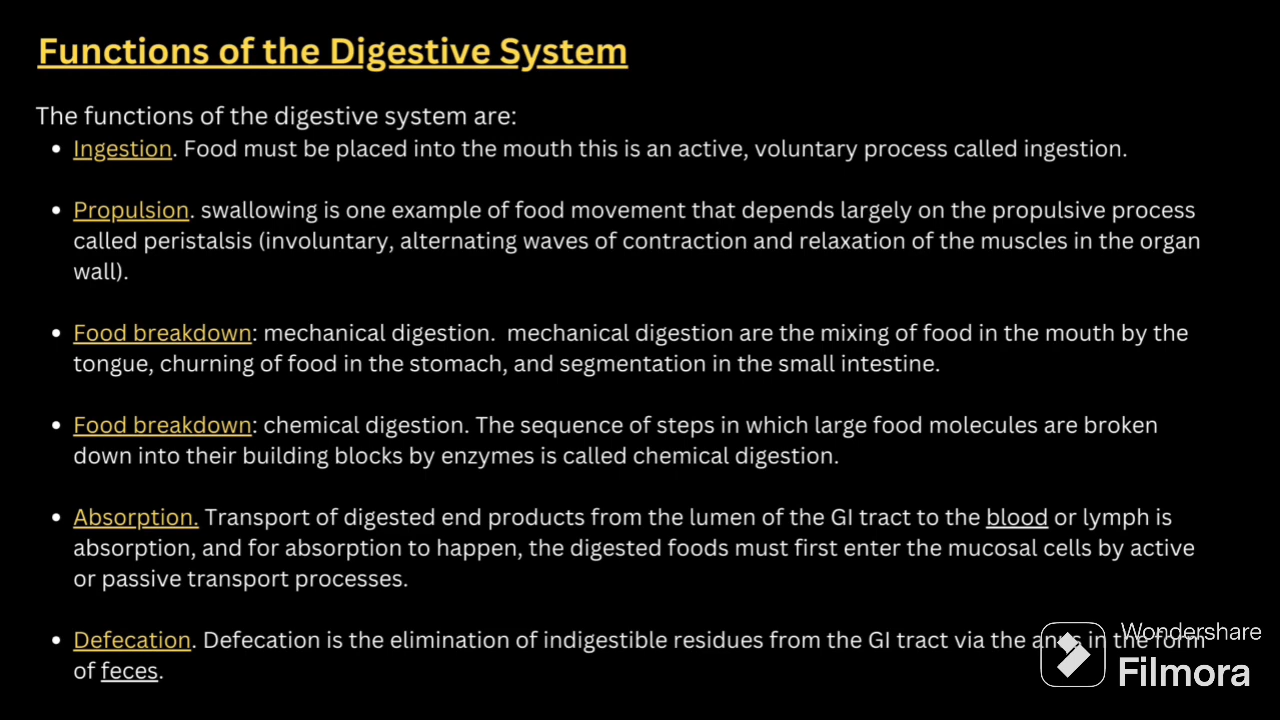 Functions of the Digestive System
The functions of the digestive system are:
• Ingestion. Food must be placed into the mouth this is an active, voluntary process called ingestion.
• Propulsion. swallowing is one example of food movement that depends largely on the propulsive process
called peristalsis (involuntary, alternating waves of contraction and relaxation of the muscles in the organ
wall).
• Food breakdown: mechanical digestion.  mechanical digestion are the mixing of food in the mouth by the
tongue, churning of food in the stomach, and segmentation in the small intestine.
• Food breakdown: chemical digestion. The sequence of steps in which large food molecules are broken
down into their building blocks by enzymes is called chemical digestion.
• Absorption. Transport of digested end products from the lumen of the GI tract to the blood or lymph is
absorption, and for absorption to happen, the digested foods must first enter the mucosal cells by active
or passive transport processes.
• Defecation. Defecation is the elimination of indigestible residues from the GI tract via the anus in the form
of feces.
Wondershare
Filmora